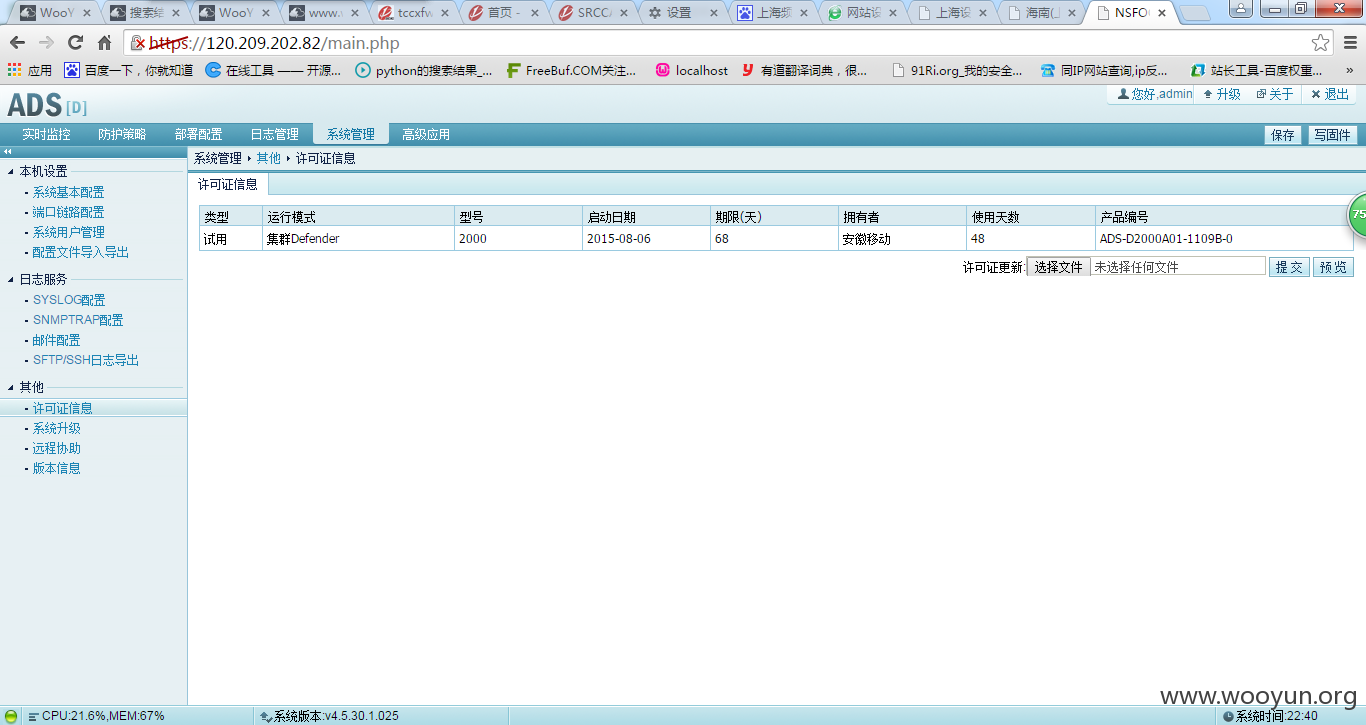 WooY 搜索结 WooY www.v tccxfw 首页 - SRCCA 设置 上海频 网站设 上海设 海南(上 NSFO
https://120.209.202.82/main.php
应用 百度一下，你就知道 在线工具 —— 开源... python的搜索结果_... FreeBuf.COM关注... localhost 有道翻译词典，很... 91Ri.org_我的安全... 同IP网站查询,ip反... 站长工具-百度权重... »
ADS [D] 您好,admin 升级 关于 退出
实时监控 防护策略 部署配置 日志管理 系统管理 高级应用 保存 写固件
系统管理 其他 许可证信息
本机设置
系统基本配置
端口链路配置
系统用户管理
配置文件导入导出
日志服务
SYSLOG配置
SNMPTRAP配置
邮件配置
SFTP/SSH日志导出
其他
许可证信息
系统升级
远程协助
版本信息
许可证信息
类型 运行模式 型号 启动日期 期限(天) 拥有者 使用天数 产品编号
试用 集群Defender 2000 2015-08-06 68 安徽移动 48 ADS-D2000A01-1109B-0
许可证更新: 选择文件 未选择任何文件 提交 预览
75
www.wooyun.org
CPU:21.6%,MEM:67% 系统版本:v4.5.30.1.025 系统时间:22:40